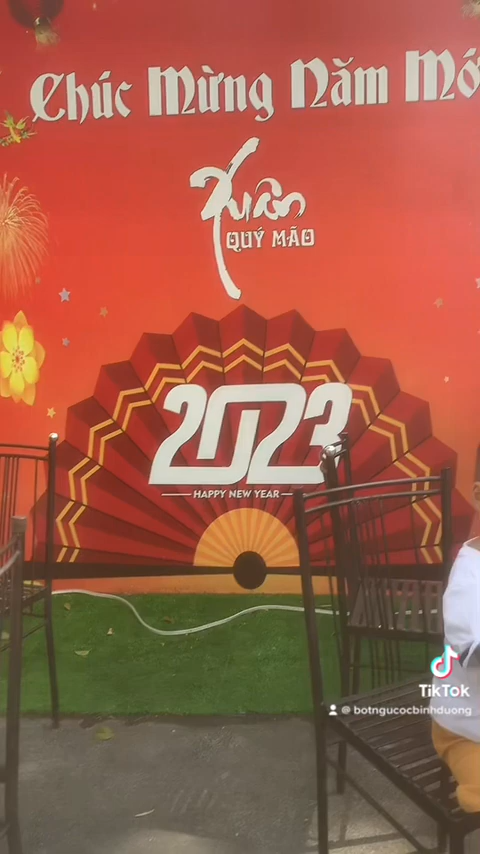 Chúc Mừng Năm Mớ
Xuân
QUÝ MÃO
2023
HAPPY NEW YEAR
TikTok
@ botngucocbinhduong